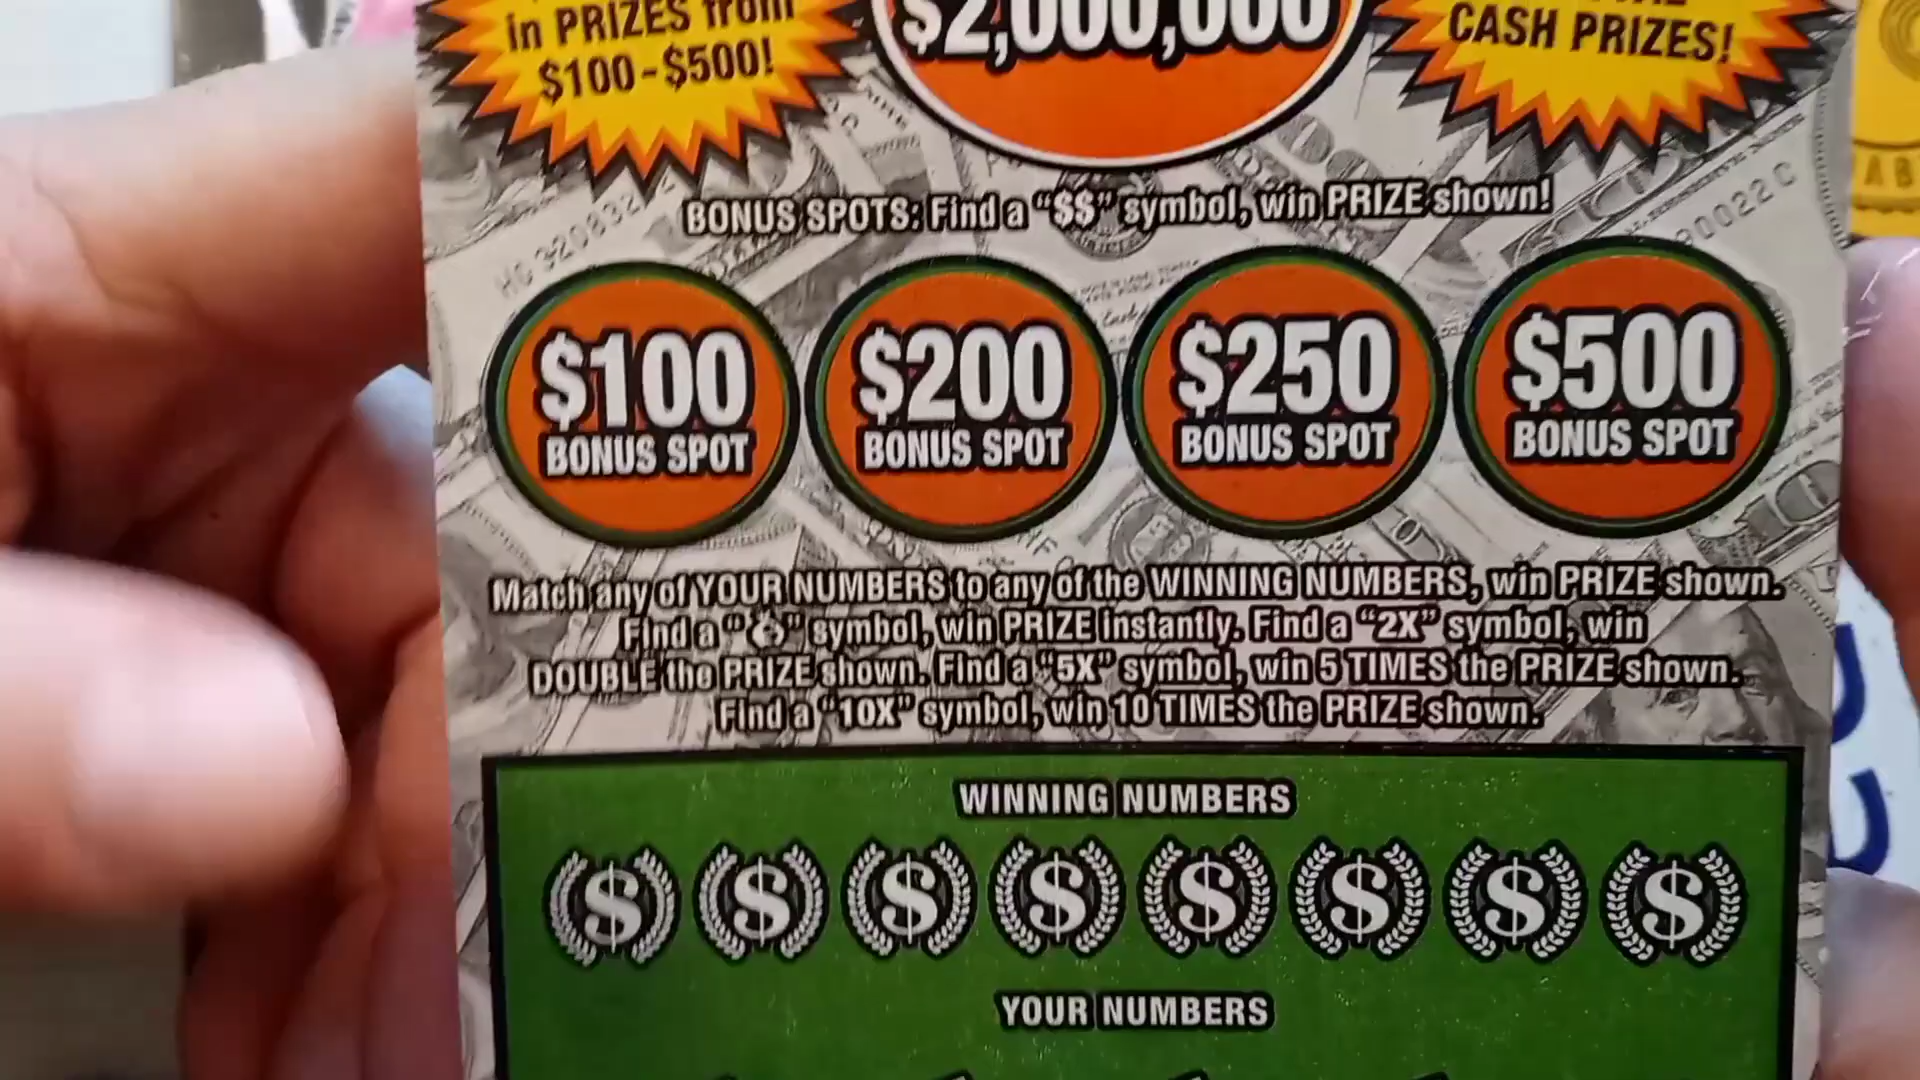 in PRIZES from
$100-$500!
$2,000,000
CASH PRIZES!
BONUS SPOTS: Find a "$$" symbol, win PRIZE shown!
HG 3208932
90022 C
$100
BONUS SPOT
$200
BONUS SPOT
$250
BONUS SPOT
$500
BONUS SPOT
Match any of YOUR NUMBERS to any of the WINNING NUMBERS, win PRIZE shown.
Find a " " symbol, win PRIZE instantly. Find a "2X" symbol, win
DOUBLE the PRIZE shown. Find a "5X" symbol, win 5 TIMES the PRIZE shown.
Find a "10X" symbol, win 10 TIMES the PRIZE shown.
WINNING NUMBERS
$ $ $ $ $ $ $ $
YOUR NUMBERS